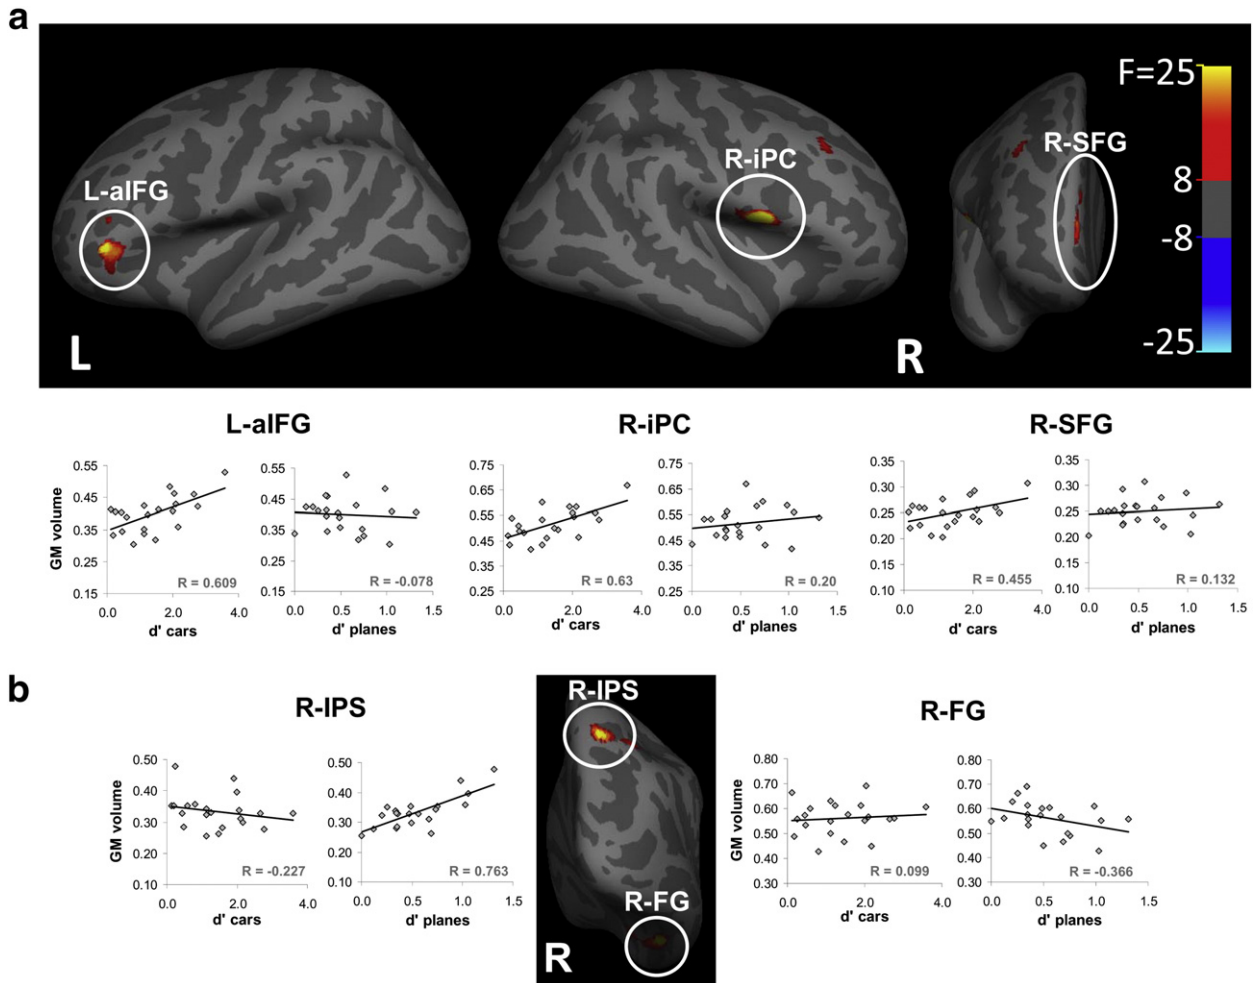 a
F=25
8
-8
-25
L-aIFG
R-iPC
R-SFG
L
R
L-aIFG
R-iPC
R-SFG
GM volume
0.55
0.45
0.35
0.25
0.15
R = 0.609
0.0
2.0
4.0
d' cars
0.55
0.45
0.35
0.25
0.15
R = -0.078
0.0
0.5
1.0
1.5
d' planes
0.75
0.65
0.55
0.45
0.35
0.25
R = 0.63
0.0
2.0
4.0
d' cars
0.75
0.65
0.55
0.45
0.35
0.25
R = 0.20
0.0
0.5
1.0
1.5
d' planes
0.35
0.30
0.25
0.20
0.15
0.10
R = 0.455
0.0
2.0
4.0
d' cars
0.35
0.30
0.25
0.20
0.15
0.10
R = 0.132
0.0
0.5
1.0
1.5
d' planes
b
R-IPS
GM volume
0.50
0.40
0.30
0.20
0.10
R = -0.227
0.0
2.0
4.0
d' cars
0.50
0.40
0.30
0.20
0.10
R = 0.763
0.0
0.5
1.0
1.5
d' planes
R-IPS
R-FG
R
R-FG
GM volume
0.80
0.70
0.60
0.50
0.40
0.30
R = 0.099
0.0
2.0
4.0
d' cars
0.80
0.70
0.60
0.50
0.40
0.30
R = -0.366
0.0
0.5
1.0
1.5
d' planes